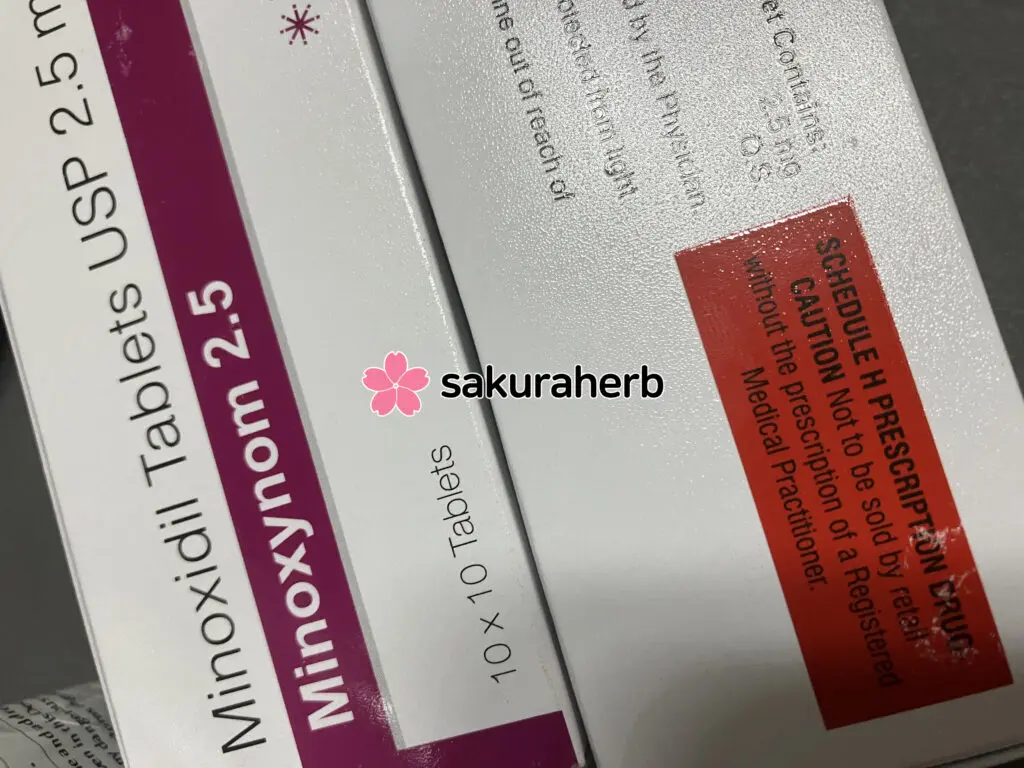 Minoxidil Tablets USP 2.5 m
Minoxynom 2.5
10 x 10 Tablets
sakuraherb
et Contains:
2.5 mg
Q.S.
d by the Physician.
otected from light
ine out of reach of
SCHEDULE H PRESCRIPTION DRUG
CAUTION Not to be sold by retail
without the prescription of a Registered
Medical Practitioner.